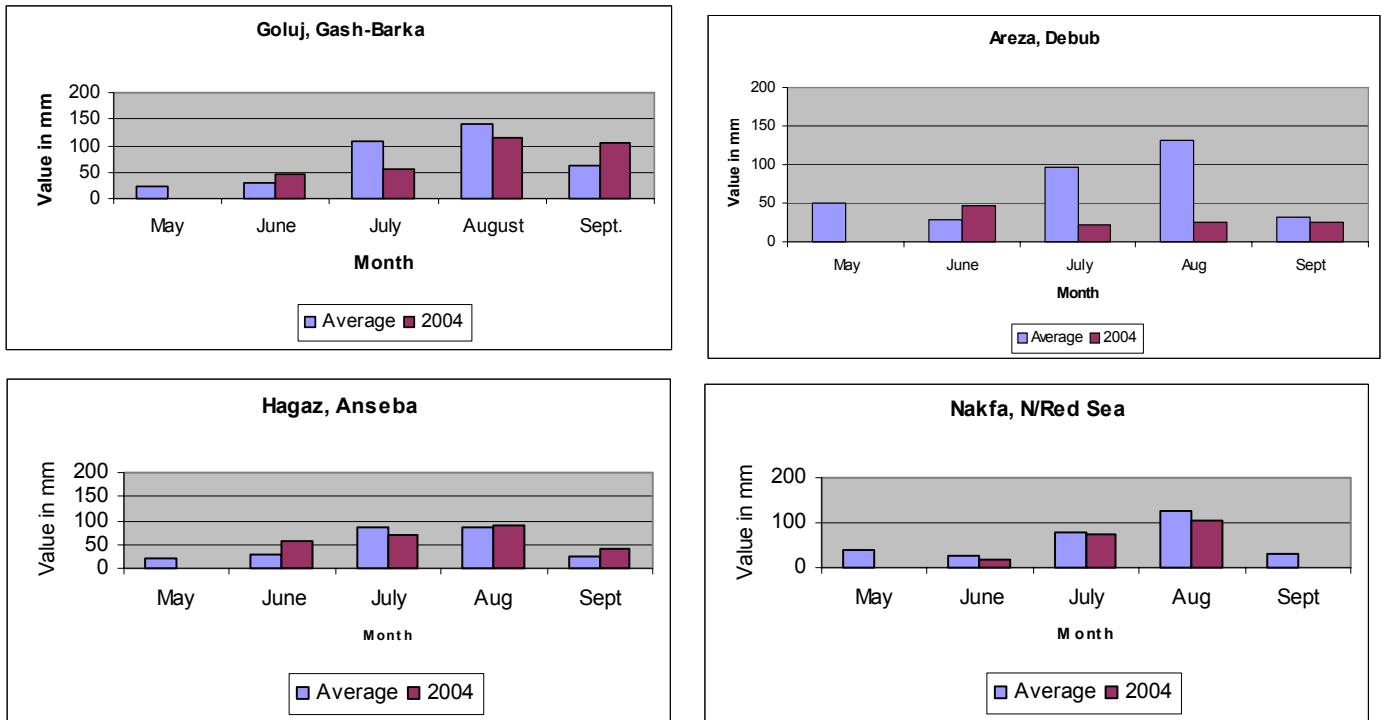 Goluj, Gash-Barka
Value in mm
200
150
100
50
0
May June July August Sept.
Month
Average 2004
Areza, Debub
Value in mm
200
150
100
50
0
May June July Aug Sept
Month
Average 2004
Hagaz, Anseba
Value in mm
200
150
100
50
0
May June July Aug Sept
Month
Average 2004
Nakfa, N/Red Sea
Value in mm
200
100
0
May June July Aug Sept
Month
Average 2004